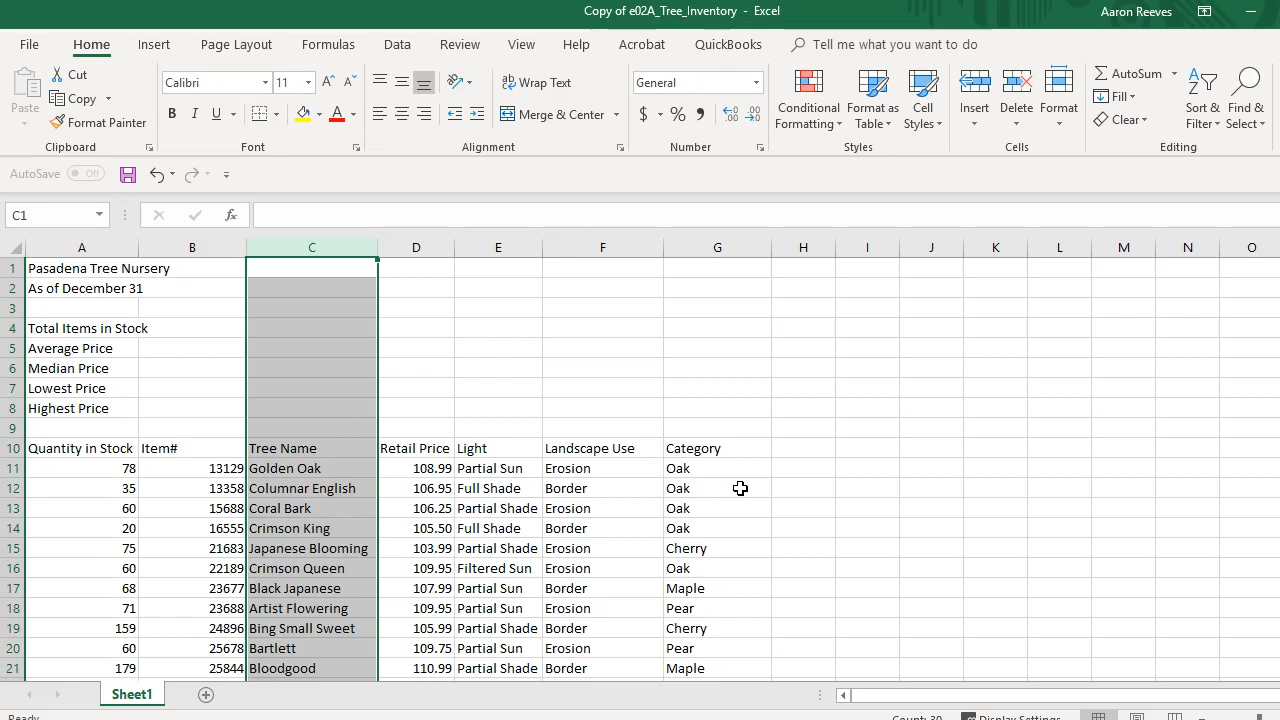 Copy of e02A_Tree_Inventory - Excel
Aaron Reeves
File Home Insert Page Layout Formulas Data Review View Help Acrobat QuickBooks Tell me what you want to do
Paste
Cut
Copy
Format Painter
Clipboard
Calibri 11
B I U A
Font
Wrap Text
Merge & Center
Alignment
General
$ % ,
Number
Conditional Formatting
Format as Table
Cell Styles
Styles
Insert
Delete
Format
Cells
AutoSum
Fill
Clear
Sort & Filter
Find & Select
Editing
AutoSave Off
C1 fx
A B C D E F G H I J K L M N O
1 Pasadena Tree Nursery
2 As of December 31
3
4 Total Items in Stock
5 Average Price
6 Median Price
7 Lowest Price
8 Highest Price
9
10 Quantity in Stock Item# Tree Name Retail Price Light Landscape Use Category
11 78 13129 Golden Oak 108.99 Partial Sun Erosion Oak
12 35 13358 Columnar English 106.95 Full Shade Border Oak
13 60 15688 Coral Bark 106.25 Partial Shade Erosion Oak
14 20 16555 Crimson King 105.50 Full Shade Border Oak
15 75 21683 Japanese Blooming 103.99 Partial Shade Erosion Cherry
16 60 22189 Crimson Queen 109.95 Filtered Sun Erosion Oak
17 68 23677 Black Japanese 107.99 Partial Sun Border Maple
18 71 23688 Artist Flowering 109.95 Partial Sun Erosion Pear
19 159 24896 Bing Small Sweet 105.99 Partial Shade Border Cherry
20 60 25678 Bartlett 109.75 Partial Sun Erosion Pear
21 179 25844 Bloodgood 110.99 Partial Shade Border Maple
Sheet1
Ready Count: 30 Display Settings